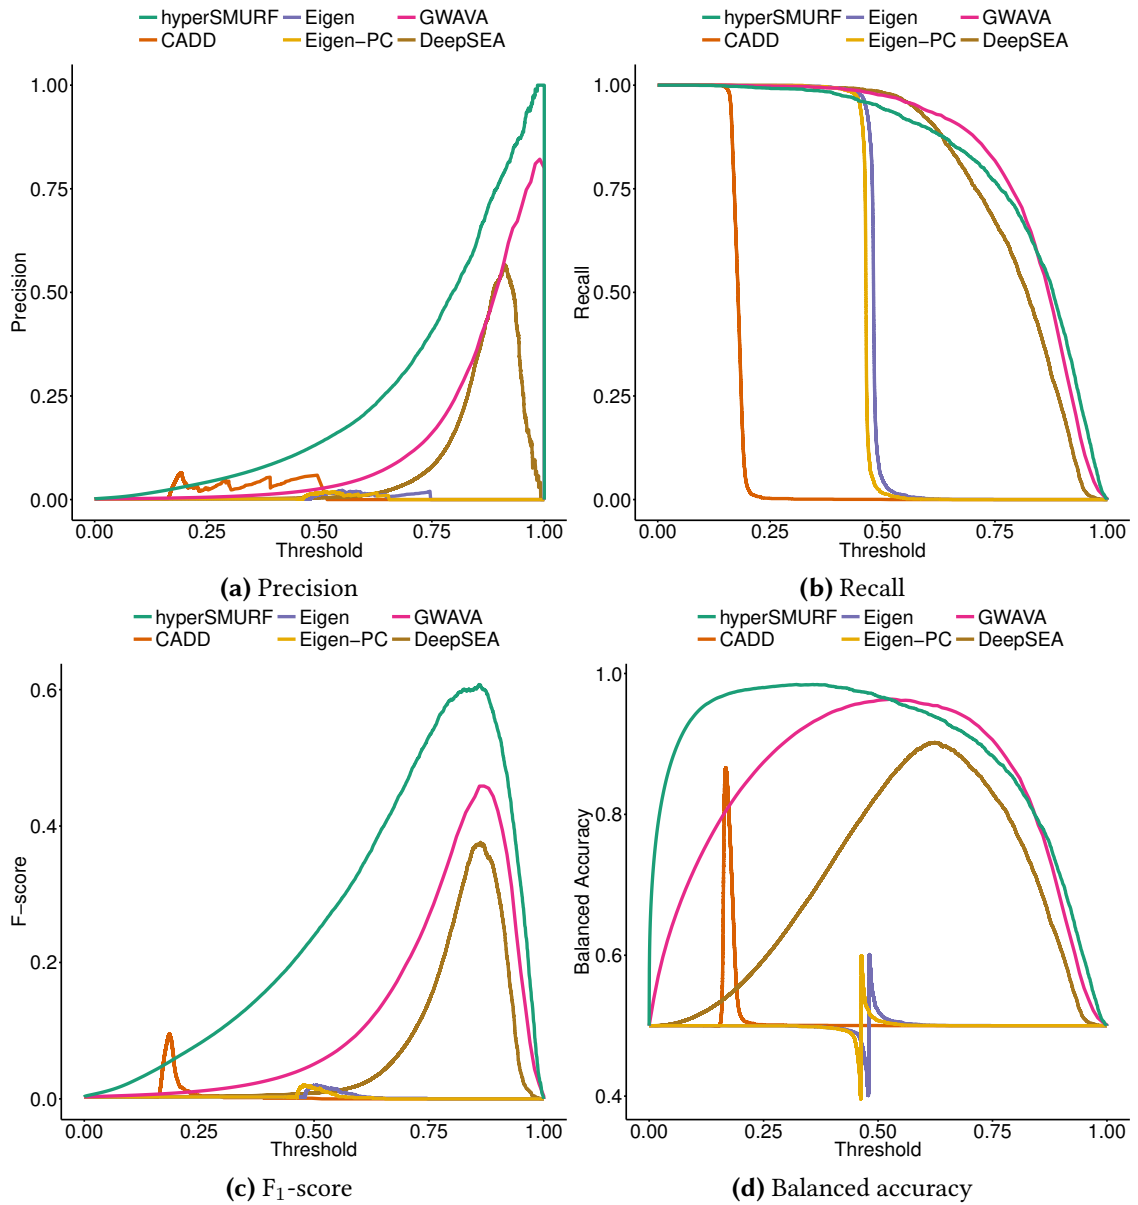 hyperSMURF Eigen GWAVA
CADD Eigen−PC DeepSEA
1.00
0.75
0.50
0.25
0.00
Precision
0.00 0.25 0.50 0.75 1.00
Threshold
(a) Precision
hyperSMURF Eigen GWAVA
CADD Eigen−PC DeepSEA
1.00
0.75
0.50
0.25
0.00
Recall
0.00 0.25 0.50 0.75 1.00
Threshold
(b) Recall
hyperSMURF Eigen GWAVA
CADD Eigen−PC DeepSEA
0.6
0.4
0.2
0.0
F−score
0.00 0.25 0.50 0.75 1.00
Threshold
(c) F₁-score
hyperSMURF Eigen GWAVA
CADD Eigen−PC DeepSEA
1.0
0.8
0.6
0.4
Balanced Accuracy
0.00 0.25 0.50 0.75 1.00
Threshold
(d) Balanced accuracy